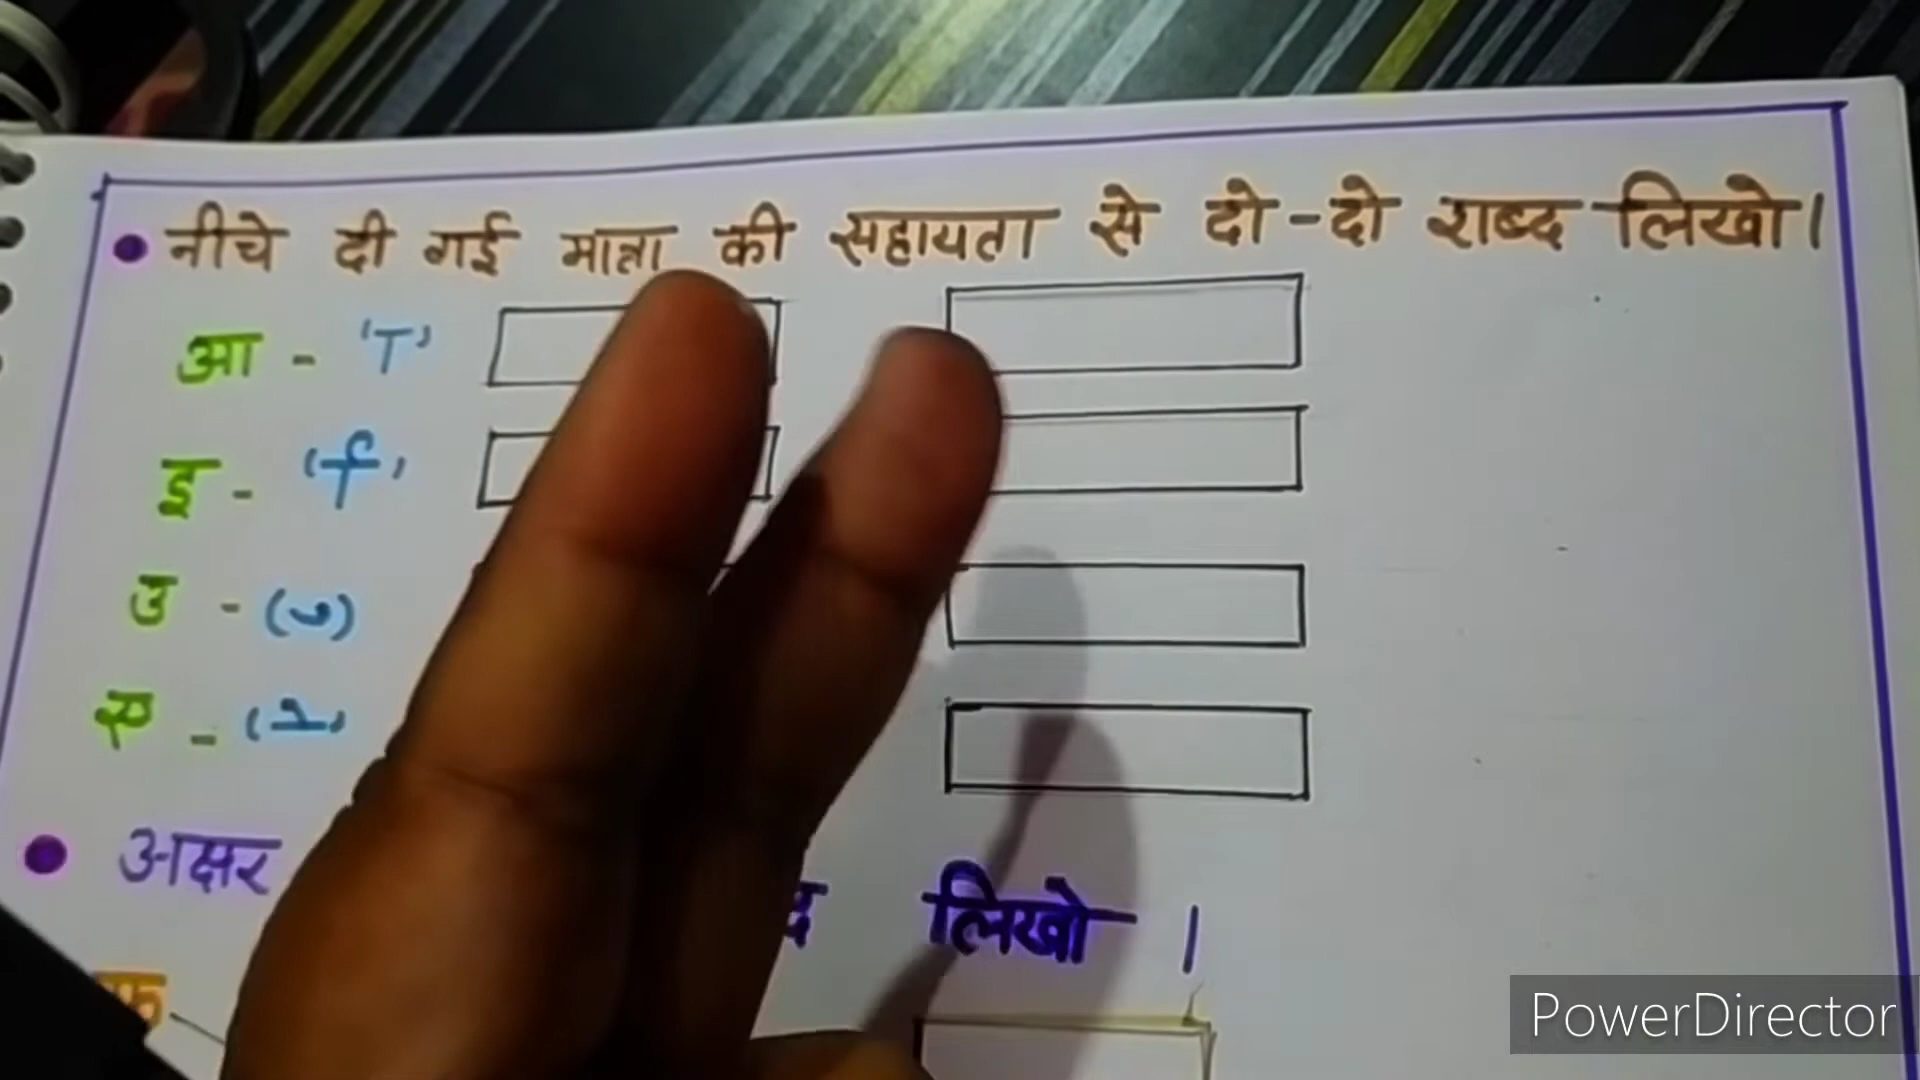 • नीचे दी गई मात्रा की सहायता से दो-दो शब्द लिखो।
आ - 'ा'
इ - 'ि'
उ - (ु)
ए - (े)
• अक्षर लिखो ।
PowerDirector